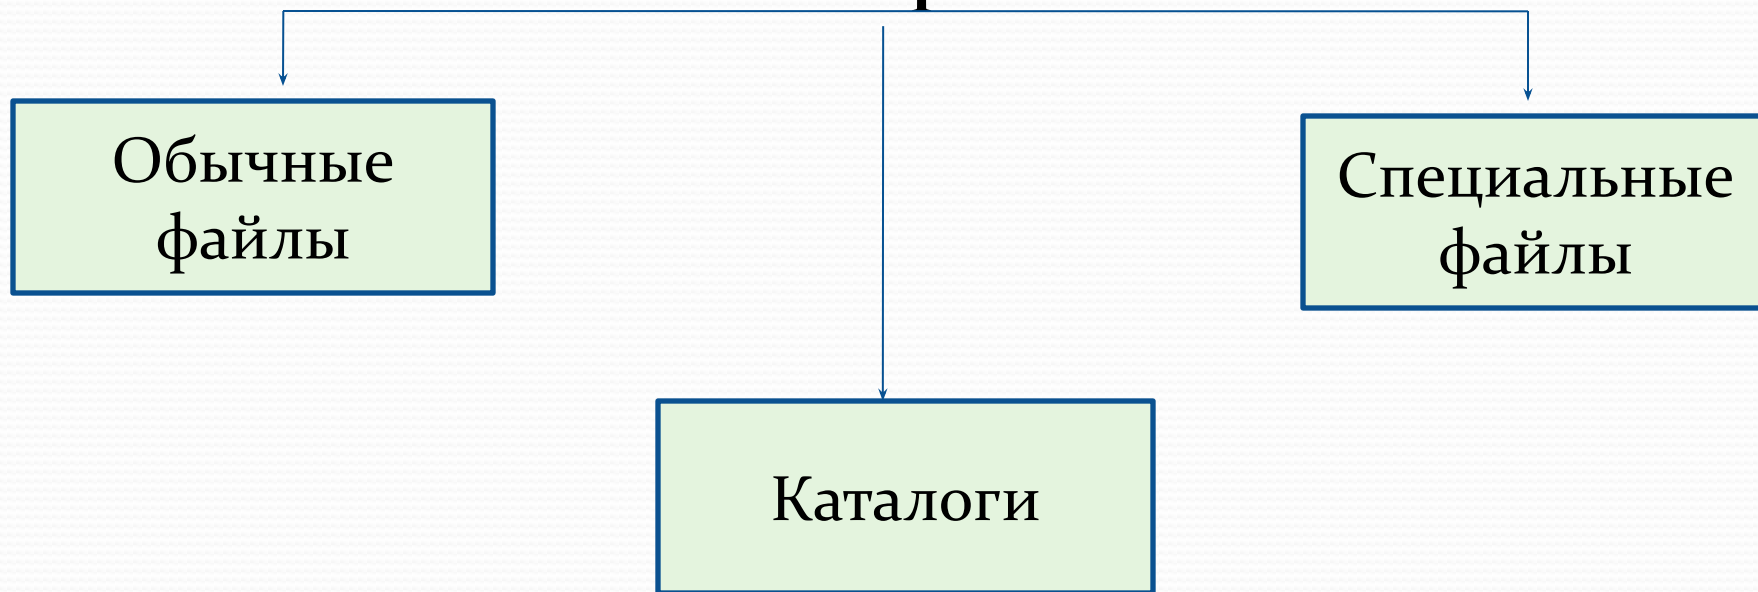 Обычные
файлы
Специальные
файлы
Каталоги